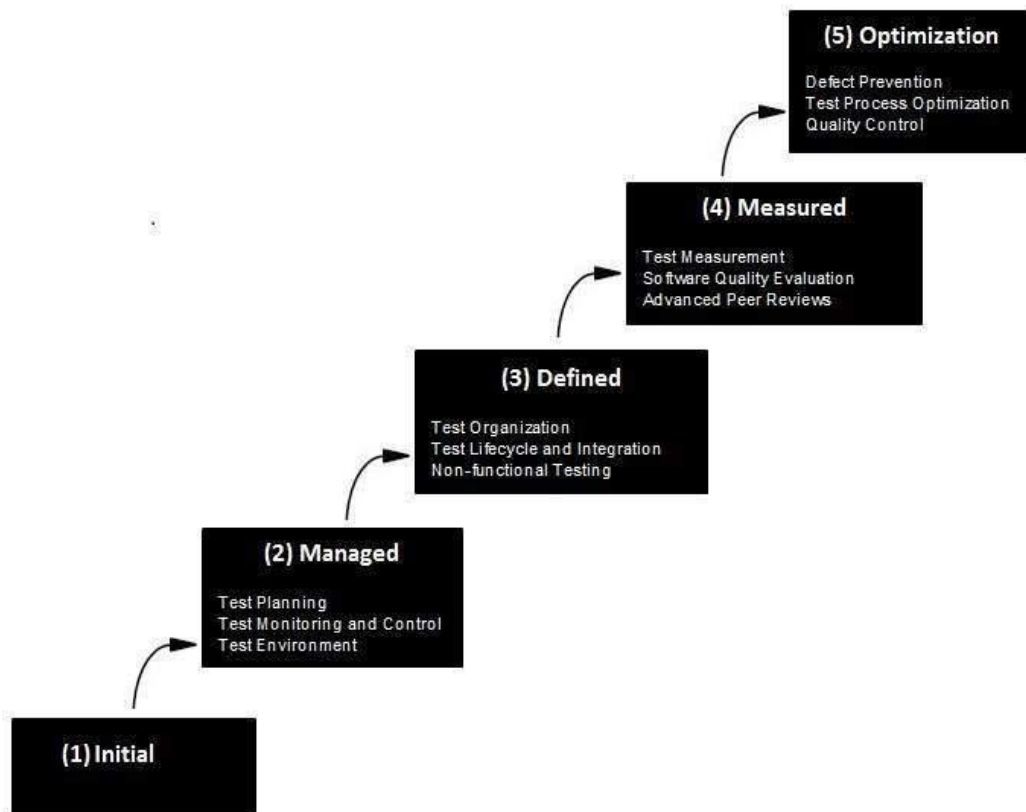 (5) Optimization
Defect Prevention
Test Process Optimization
Quality Control
(4) Measured
Test Measurement
Software Quality Evaluation
Advanced Peer Reviews
(3) Defined
Test Organization
Test Lifecycle and Integration
Non-functional Testing
(2) Managed
Test Planning
Test Monitoring and Control
Test Environment
(1) Initial